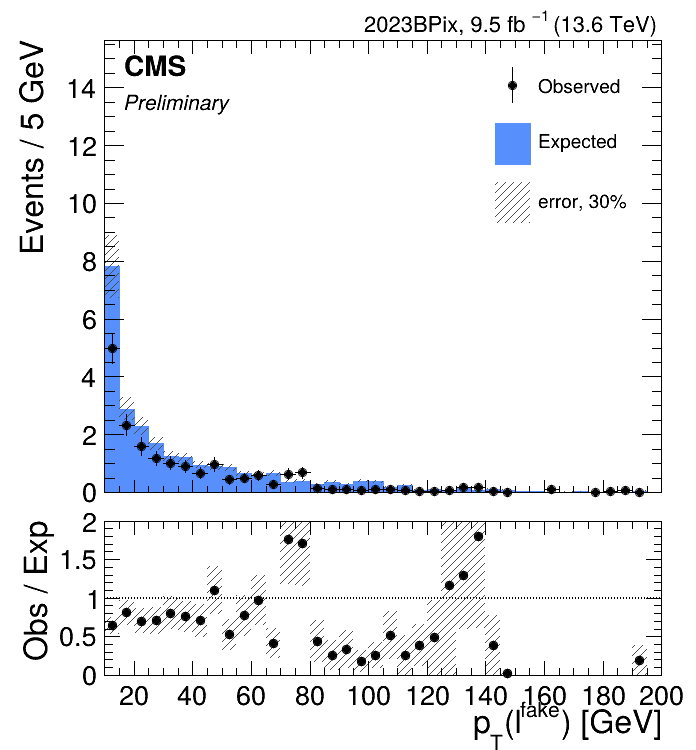 2023BPix, 9.5 fb⁻¹ (13.6 TeV)
CMS
Preliminary
Observed
Expected
error, 30%
Events / 5 GeV
14
12
10
8
6
4
2
0
Obs / Exp
2
1.5
1
0.5
0
20 40 60 80 100 120 140 160 180 200
p_T(l^fake) [GeV]